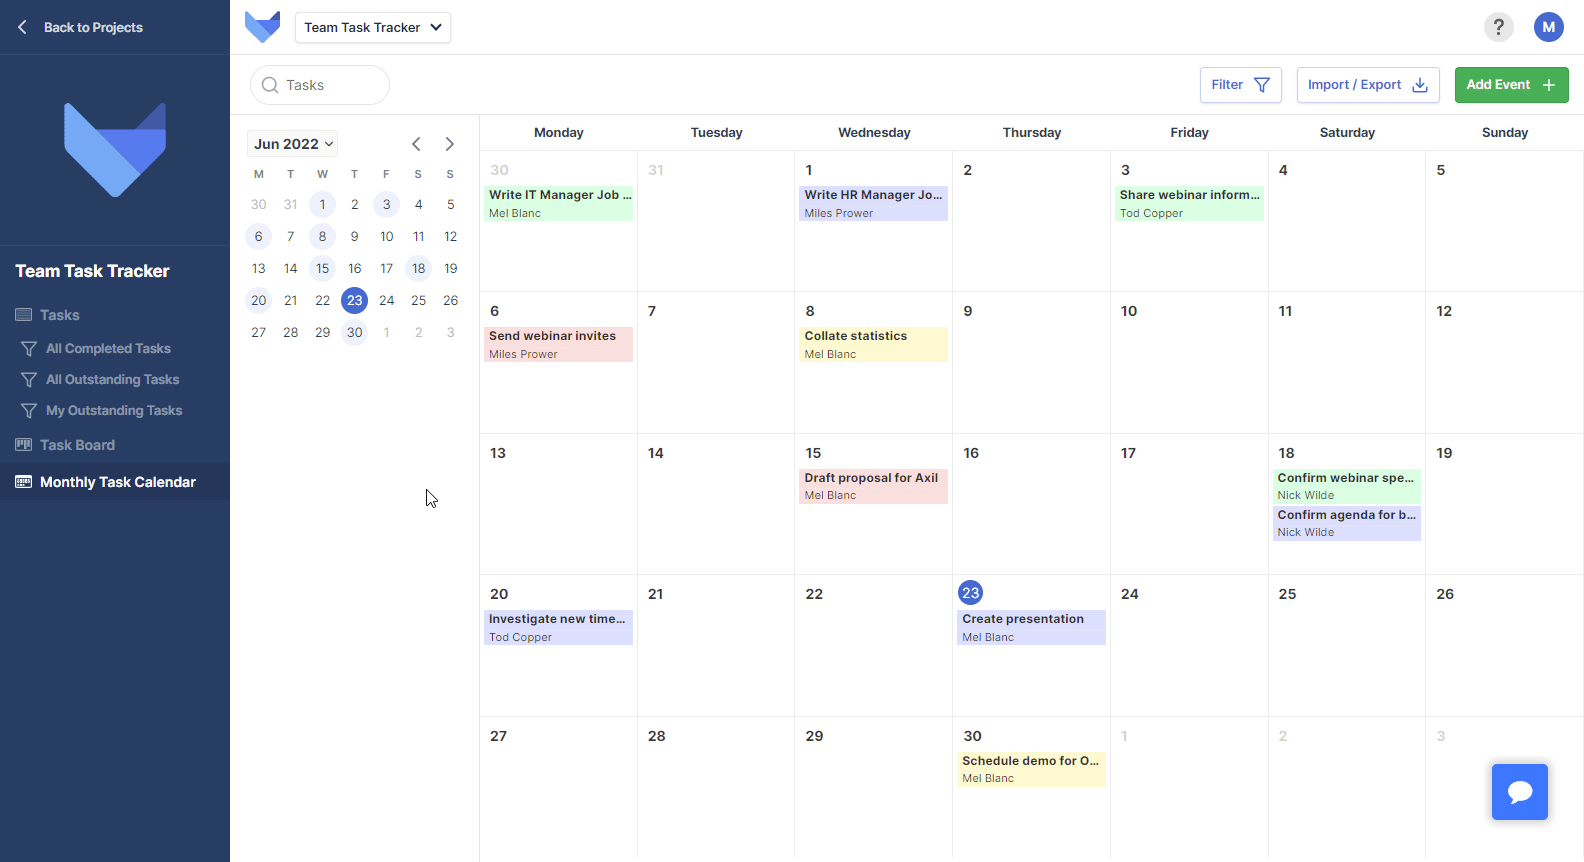 Back to Projects
Team Task Tracker
Tasks
All Completed Tasks
All Outstanding Tasks
My Outstanding Tasks
Task Board
Monthly Task Calendar
Team Task Tracker
?
M
Tasks
Filter
Import / Export
Add Event
Jun 2022
M T W T F S S
30 31 1 2 3 4 5
6 7 8 9 10 11 12
13 14 15 16 17 18 19
20 21 22 23 24 25 26
27 28 29 30 1 2 3
Monday Tuesday Wednesday Thursday Friday Saturday Sunday
30
Write IT Manager Job ...
Mel Blanc
31
1
Write HR Manager Jo...
Miles Prower
2
3
Share webinar inform...
Tod Copper
4
5
6
Send webinar invites
Miles Prower
7
8
Collate statistics
Mel Blanc
9
10
11
12
13
14
15
Draft proposal for Axil
Mel Blanc
16
17
18
Confirm webinar spe...
Nick Wilde
Confirm agenda for b...
Nick Wilde
19
20
Investigate new time...
Tod Copper
21
22
23
Create presentation
Mel Blanc
24
25
26
27
28
29
30
Schedule demo for O...
Mel Blanc
1
2
3